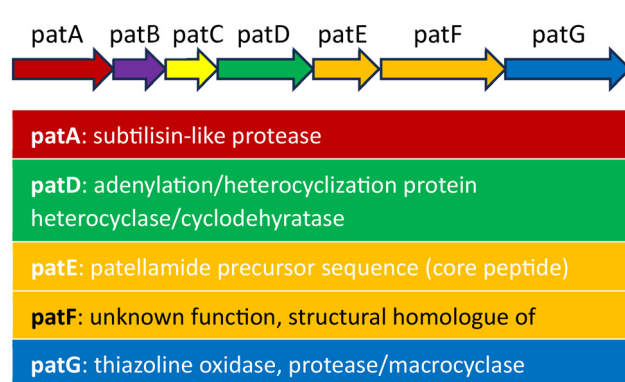 patA patB patC patD patE patF patG
patA: subtilisin-like protease
patD: adenylation/heterocyclization protein
heterocyclase/cyclodehyratase
patE: patellamide precursor sequence (core peptide)
patF: unknown function, structural homologue of
patG: thiazoline oxidase, protease/macrocyclase